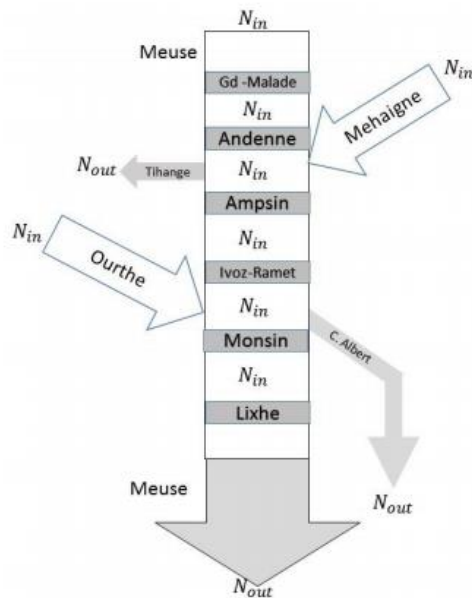 N_in
Meuse
Gd -Malade
N_in
N_in
Mehaigne
Andenne
N_out
Tihange
N_in
Ampsin
N_in
Ourthe
N_in
Ivoz-Ramet
N_in
C. Albert
Monsin
N_in
Lixhe
Meuse
N_out
N_out